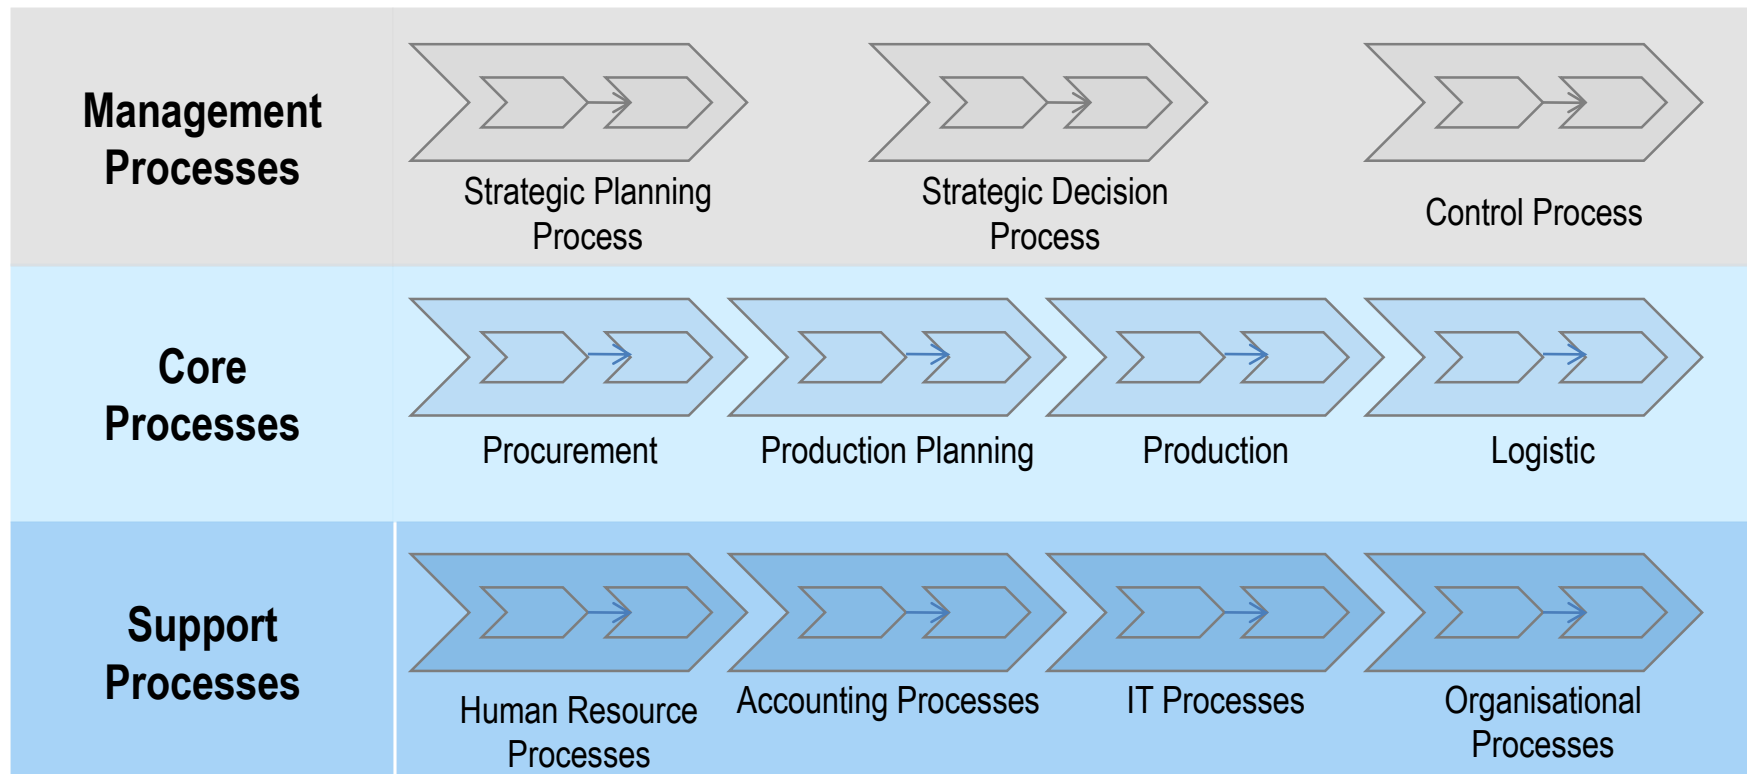 Management
Processes
Strategic Planning
Process
Strategic Decision
Process
Control Process
Core
Processes
Procurement
Production Planning
Production
Logistic
Support
Processes
Human Resource
Processes
Accounting Processes
IT Processes
Organisational
Processes